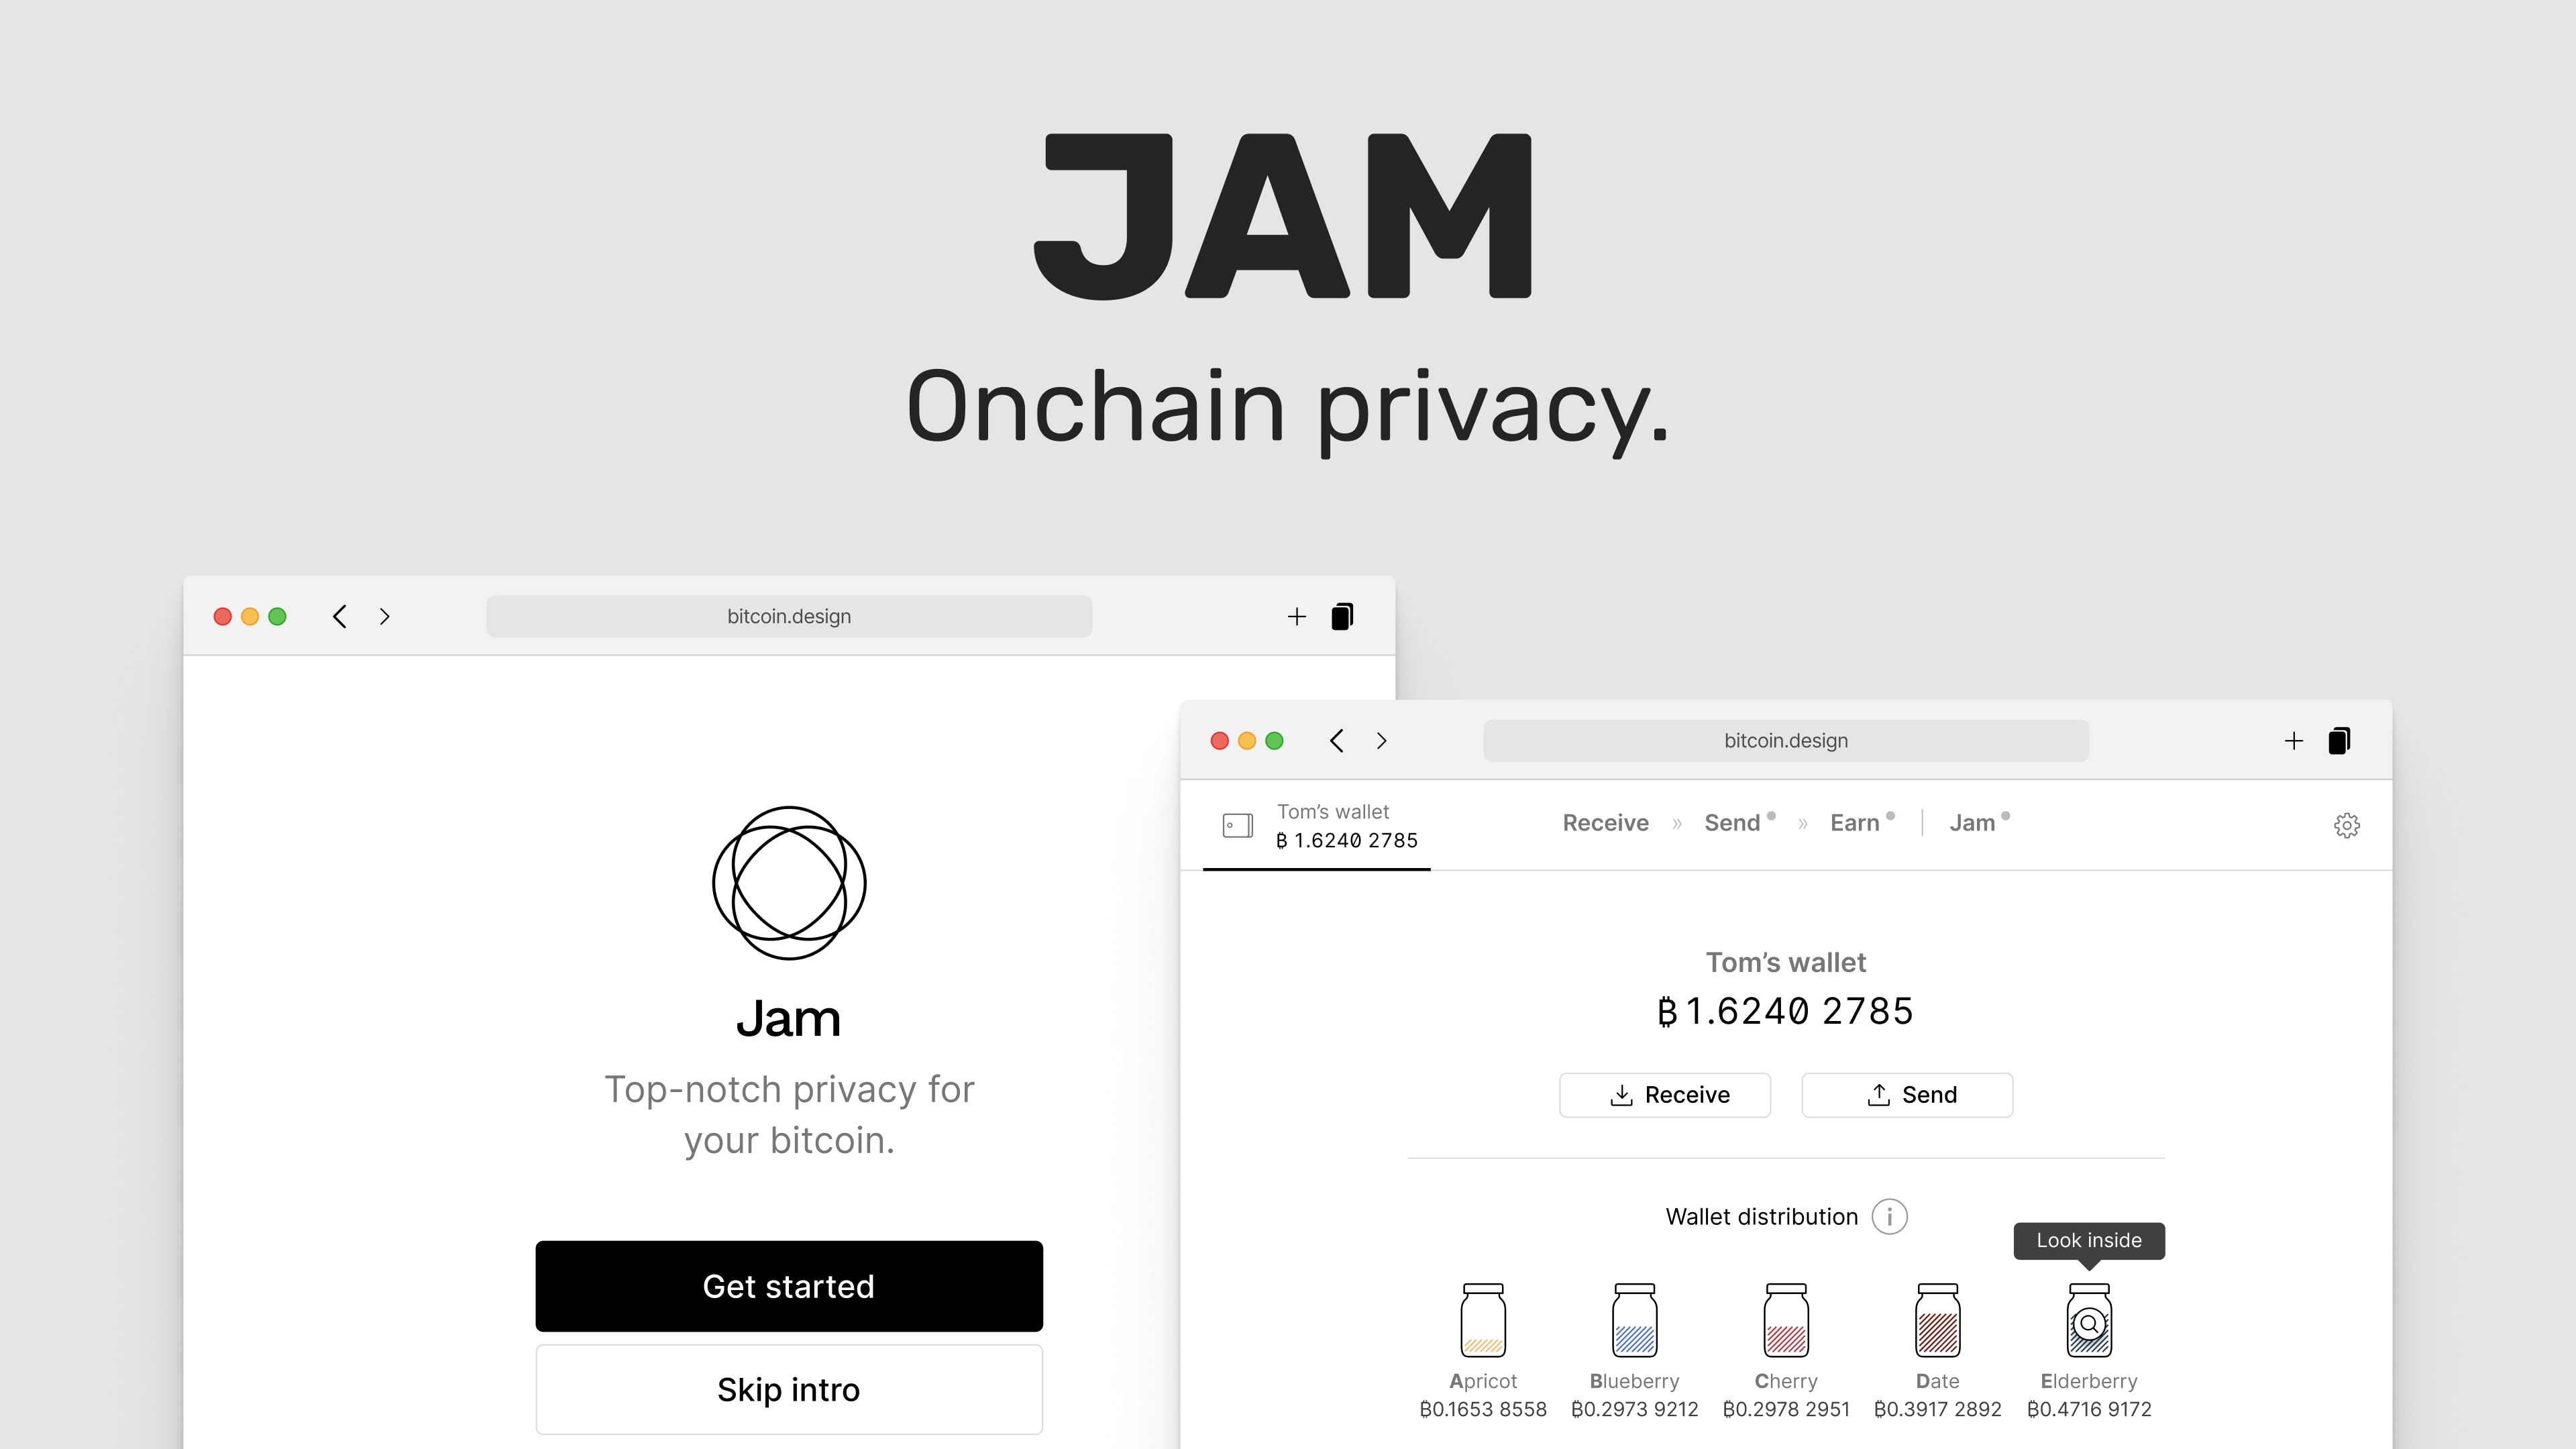 JAM
Onchain privacy.
bitcoin.design
Jam
Top-notch privacy for
your bitcoin.
Get started
Skip intro
bitcoin.design
Tom’s wallet
₿ 1.6240 2785
Receive » Send » Earn | Jam
Tom’s wallet
₿ 1.6240 2785
Receive Send
Wallet distribution i
Look inside
Apricot Blueberry Cherry Date Elderberry
₿0.1653 8558 ₿0.2973 9212 ₿0.2978 2951 ₿0.3917 2892 ₿0.4716 9172